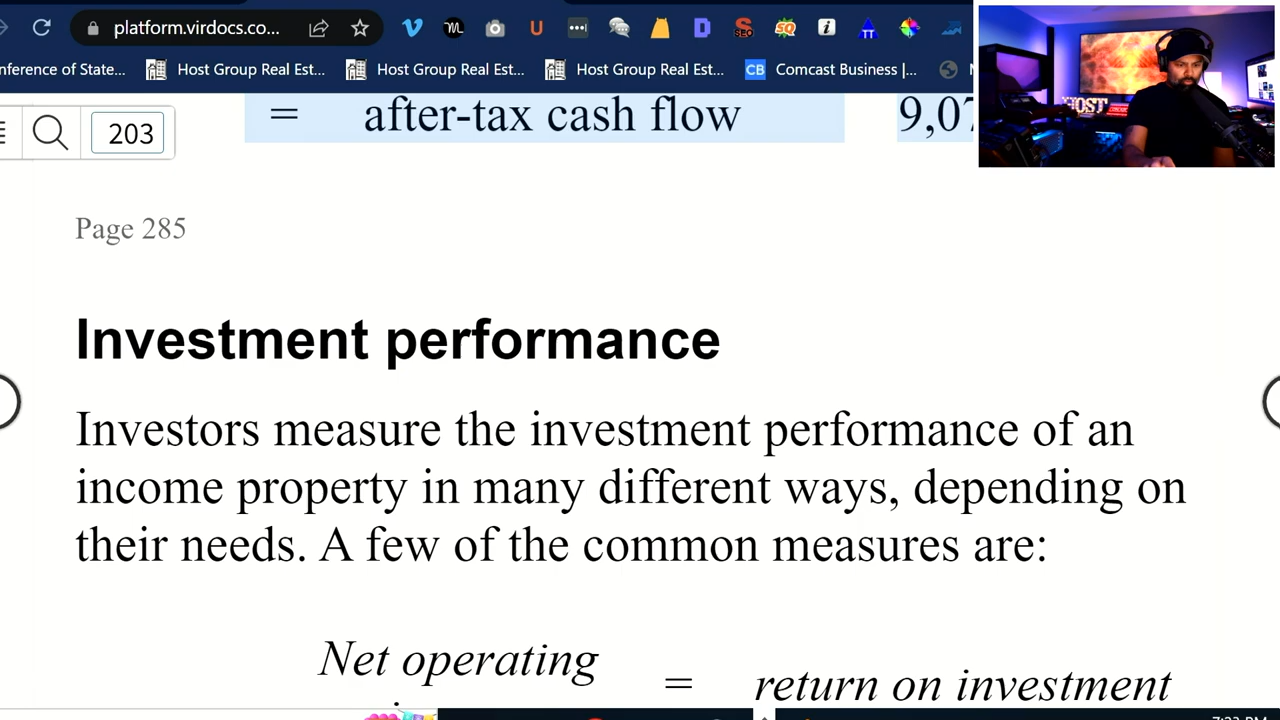 platform.virdocs.co...
nference of State... Host Group Real Est... Host Group Real Est... Host Group Real Est... CB Comcast Business |...
203
= after-tax cash flow 9,07
Page 285
Investment performance
Investors measure the investment performance of an
income property in many different ways, depending on
their needs. A few of the common measures are:
Net operating
= return on investment